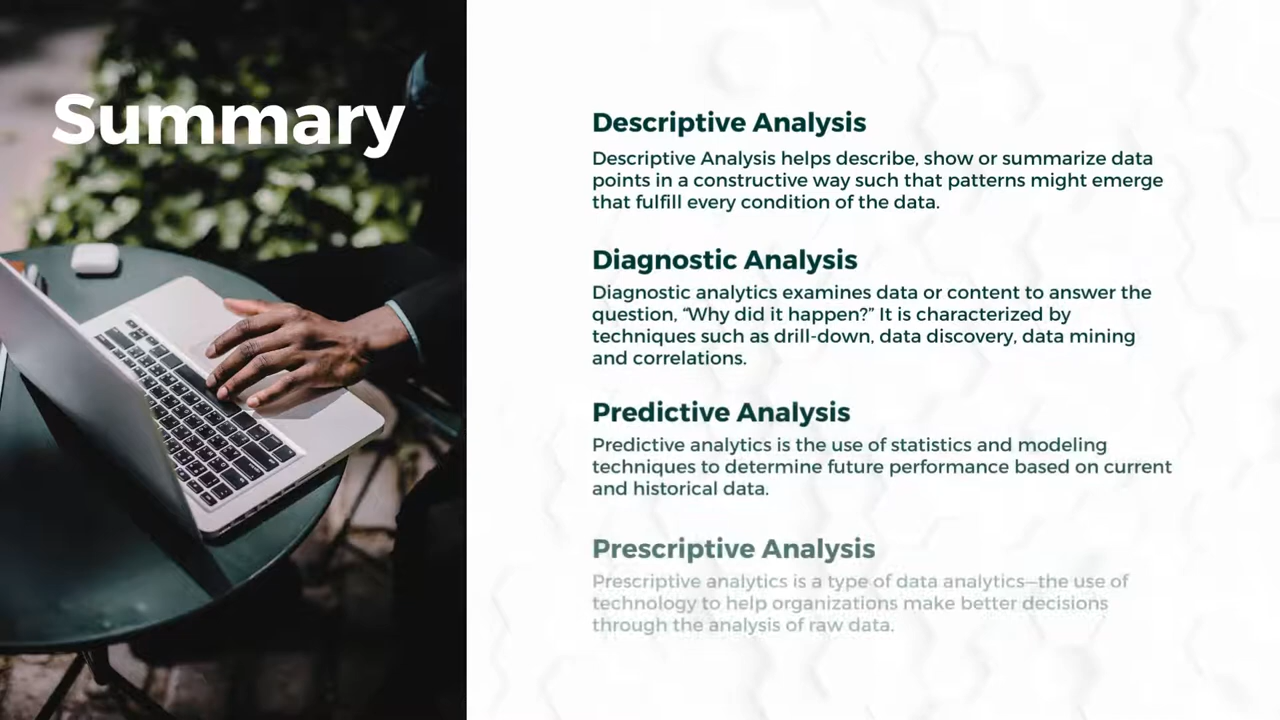 Summary
Descriptive Analysis
Descriptive Analysis helps describe, show or summarize data
points in a constructive way such that patterns might emerge
that fulfill every condition of the data.
Diagnostic Analysis
Diagnostic analytics examines data or content to answer the
question, “Why did it happen?” It is characterized by
techniques such as drill-down, data discovery, data mining
and correlations.
Predictive Analysis
Predictive analytics is the use of statistics and modeling
techniques to determine future performance based on current
and historical data.
Prescriptive Analysis
Prescriptive analytics is a type of data analytics—the use of
technology to help organizations make better decisions
through the analysis of raw data.